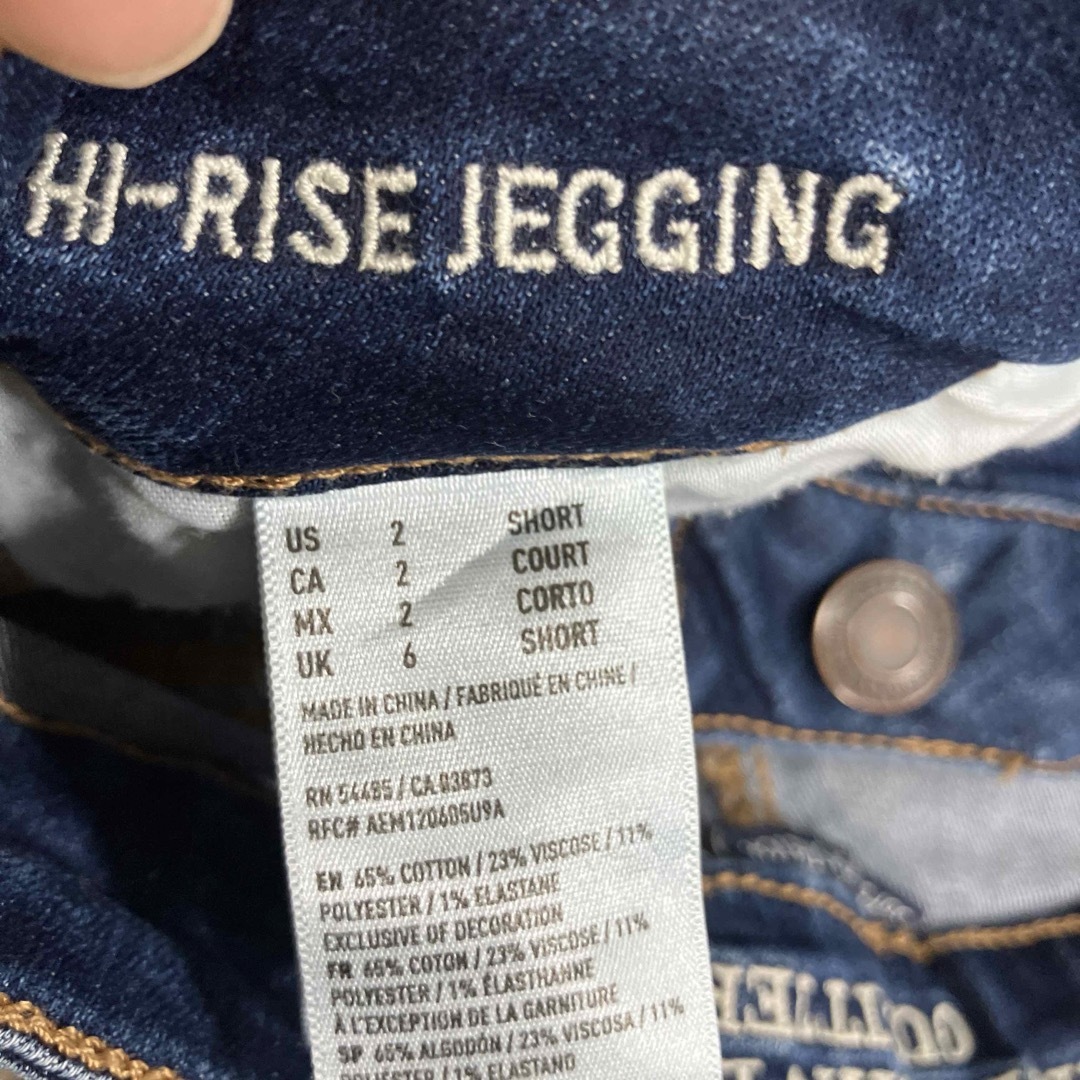 HI-RISE JEGGING
US 2 SHORT
CA 2 COURT
MX 2 CORTO
UK 6 SHORT
MADE IN CHINA / FABRIQUÉ EN CHINE /
HECHO EN CHINA
RN 54485 / CA 03873
RFC# AEM120605U9A
EN 65% COTTON / 23% VISCOSE / 11%
POLYESTER / 1% ELASTANE
EXCLUSIVE OF DECORATION
FR 65% COTON / 23% VISCOSE / 11%
POLYESTER / 1% ÉLASTHANNE
À L'EXCEPTION DE LA GARNITURE
SP 65% ALGODÓN / 23% VISCOSA / 11%
POLYESTER / 1% ELASTANE